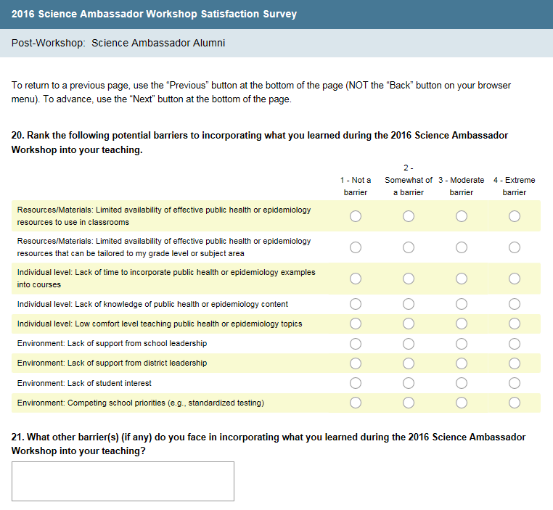 2016 Science Ambassador Workshop Satisfaction Survey
Post-Workshop: Science Ambassador Alumni
To return to a previous page, use the "Previous" button at the bottom of the page (NOT the "Back" button on your browser
menu). To advance, use the "Next" button at the bottom of the page.
20. Rank the following potential barriers to incorporating what you learned during the 2016 Science Ambassador
Workshop into your teaching.
2 -
1 - Not a Somewhat of 3 - Moderate 4 - Extreme
barrier a barrier barrier barrier
Resources/Materials: Limited availability of effective public health or epidemiology
resources to use in classrooms
Resources/Materials: Limited availability of effective public health or epidemiology
resources that can be tailored to my grade level or subject area
Individual level: Lack of time to incorporate public health or epidemiology examples
into courses
Individual level: Lack of knowledge of public health or epidemiology content
Individual level: Low comfort level teaching public health or epidemiology topics
Environment: Lack of support from school leadership
Environment: Lack of support from district leadership
Environment: Lack of student interest
Environment: Competing school priorities (e.g., standardized testing)
21. What other barrier(s) (if any) do you face in incorporating what you learned during the 2016 Science Ambassador
Workshop into your teaching?